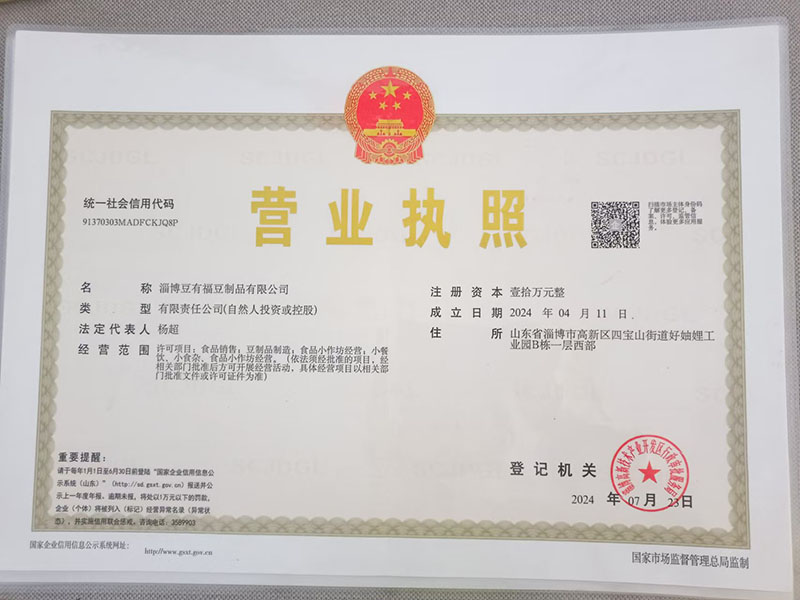 营业执照
统一社会信用代码
91370303MADFCKJQ8P
扫描市场主体身份码
了解更多登记、备
案、许可、监管信
息，体验更多应用服
务。
名 称 淄博豆有福豆制品有限公司
类 型 有限责任公司(自然人投资或控股)
法定代表人 杨超
经营范围 许可项目：食品销售；豆制品制造；食品小作坊经营；小餐
饮、小食杂、食品小作坊经营。（依法须经批准的项目，经
相关部门批准后方可开展经营活动，具体经营项目以相关部
门批准文件或许可证件为准）
注册资本 壹拾万元整
成立日期 2024 年 04 月 11 日
住 所 山东省淄博市高新区四宝山街道好妯娌工
业园B栋一层西部
重要提醒：
请于每年1月1日至6月30日前登陆“国家企业信用信息公
示系统（山东）”（http://sd.gsxt.gov.cn）报送并公
示上一年度年报。逾期未报，将处以1万元以下的罚款，
企业（个体）将被列入（标记）经营异常名录（异常状
态），并实施信用联合惩戒。咨询电话：3589903
登记机关
2024 年 07 月 23 日
国家企业信用信息公示系统网址：
http://www.gsxt.gov.cn
国家市场监督管理总局监制